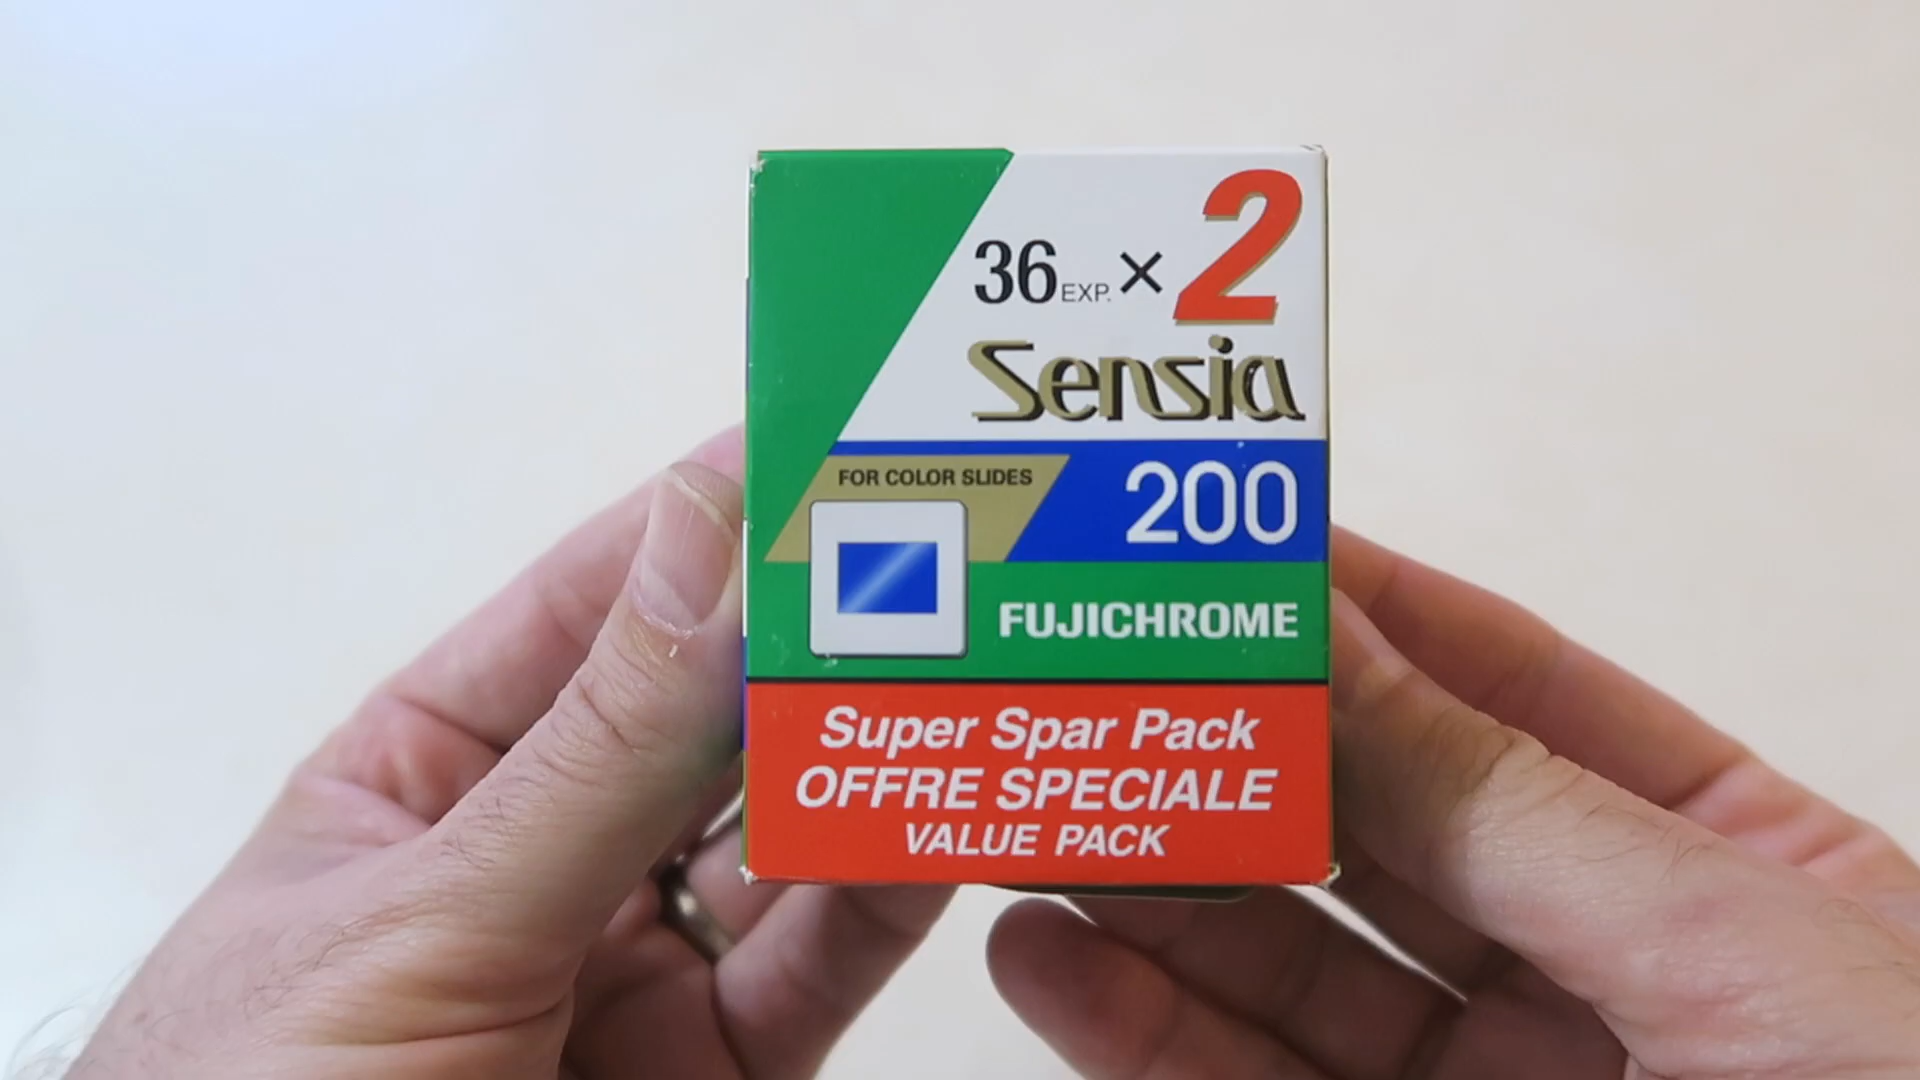 36 EXP. × 2
Sensia
FOR COLOR SLIDES
200
FUJICHROME
Super Spar Pack
OFFRE SPECIALE
VALUE PACK